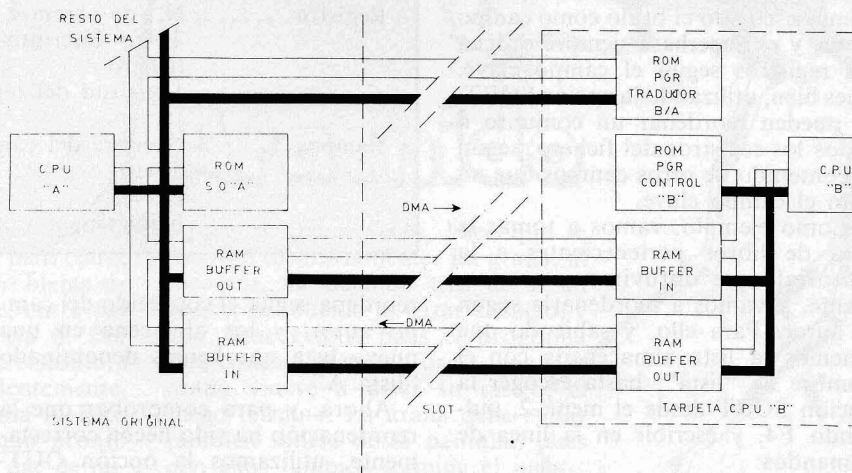 RESTO DEL
SISTEMA
C.P.U
"A"
ROM
S.O."A"
RAM
BUFFER
OUT
RAM
BUFFER
IN
SISTEMA ORIGINAL
DMA
DMA
SLOT
ROM
PGR
TRADUTOR
B/A
ROM
PGR
CONTROL
"B"
RAM
BUFFER
IN
RAM
BUFFER
OUT
C.P.U
"B"
TARJETA C.P.U."B"